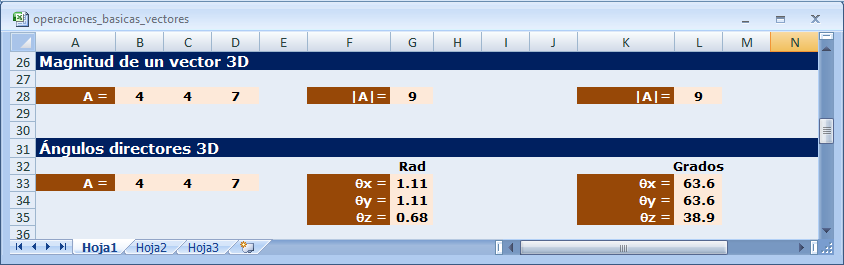 operaciones_basicas_vectores
A B C D E F G H I J K L M N
26 Magnitud de un vector 3D
27
28 A = 4 4 7 |A|= 9 |A|= 9
29
30
31 Ángulos directores 3D
32 Rad Grados
33 A = 4 4 7 θx = 1.11 θx = 63.6
34 θy = 1.11 θy = 63.6
35 θz = 0.68 θz = 38.9
36
Hoja1 Hoja2 Hoja3